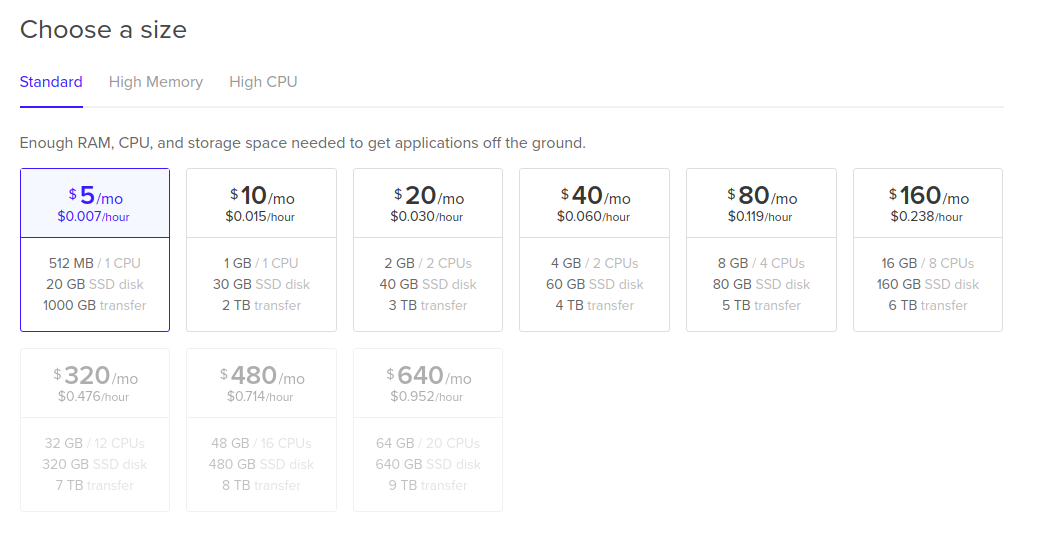 Choose a size
Standard High Memory High CPU
Enough RAM, CPU, and storage space needed to get applications off the ground.
$5/mo
$0.007/hour
512 MB / 1 CPU
20 GB SSD disk
1000 GB transfer
$10/mo
$0.015/hour
1 GB / 1 CPU
30 GB SSD disk
2 TB transfer
$20/mo
$0.030/hour
2 GB / 2 CPUs
40 GB SSD disk
3 TB transfer
$40/mo
$0.060/hour
4 GB / 2 CPUs
60 GB SSD disk
4 TB transfer
$80/mo
$0.119/hour
8 GB / 4 CPUs
80 GB SSD disk
5 TB transfer
$160/mo
$0.238/hour
16 GB / 8 CPUs
160 GB SSD disk
6 TB transfer
$320/mo
$0.476/hour
32 GB / 12 CPUs
320 GB SSD disk
7 TB transfer
$480/mo
$0.714/hour
48 GB / 16 CPUs
480 GB SSD disk
8 TB transfer
$640/mo
$0.952/hour
64 GB / 20 CPUs
640 GB SSD disk
9 TB transfer